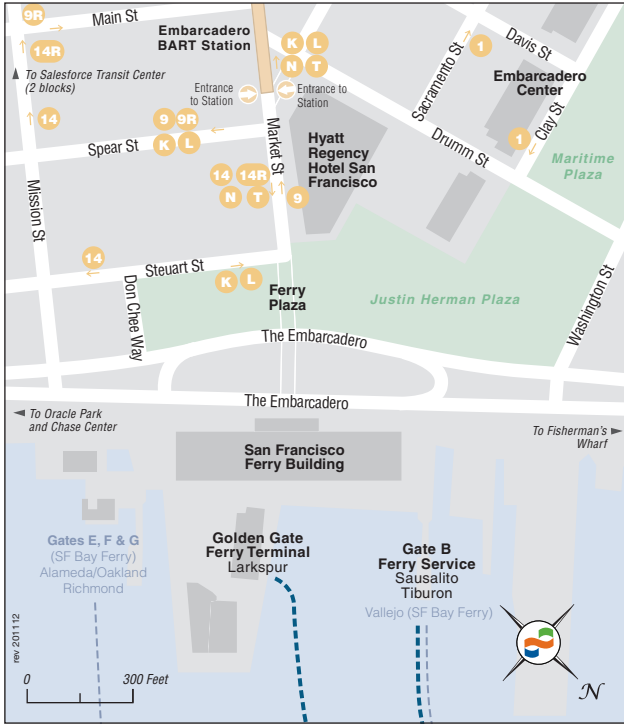 9R
Main St
14R
To Salesforce Transit Center
(2 blocks)
14
Embarcadero
BART Station
K
L
N
T
Entrance
to Station
Entrance to
Station
9
9R
K
L
Spear St
Market St
Hyatt
Regency
Hotel San
Francisco
14
14R
N
T
9
Mission St
Sacramento St
1
Davis St
Embarcadero
Center
1
Clay St
Drumm St
Maritime
Plaza
14
Steuart St
K
L
Don Chee Way
Ferry
Plaza
Justin Herman Plaza
Washington St
The Embarcadero
The Embarcadero
To Oracle Park
and Chase Center
To Fisherman's
Wharf
San Francisco
Ferry Building
Gates E, F & G
(SF Bay Ferry)
Alameda/Oakland
Richmond
Golden Gate
Ferry Terminal
Larkspur
Gate B
Ferry Service
Sausalito
Tiburon
Vallejo (SF Bay Ferry)
rev 201112
0
300 Feet
N